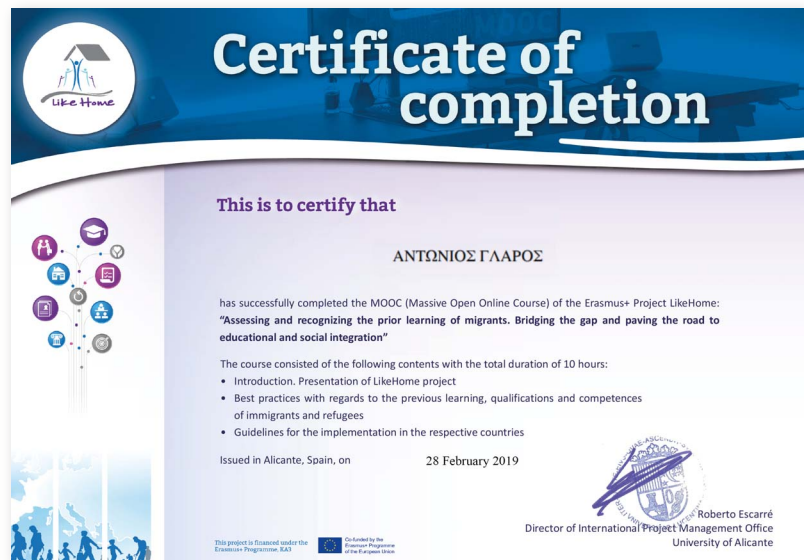 Like Home
Certificate of
completion
This is to certify that
ΑΝΤΩΝΙΟΣ ΓΛΑΡΟΣ
has successfully completed the MOOC (Massive Open Online Course) of the Erasmus+ Project LikeHome:
“Assessing and recognizing the prior learning of migrants. Bridging the gap and paving the road to
educational and social integration”
The course consisted of the following contents with the total duration of 10 hours:
• Introduction. Presentation of LikeHome project
• Best practices with regards to the previous learning, qualifications and competences
of immigrants and refugees
• Guidelines for the implementation in the respective countries
Issued in Alicante, Spain, on 28 February 2019
Roberto Escarré
Director of International Project Management Office
University of Alicante
This project is financed under the
Erasmus+ Programme, KA3
Co-funded by the
Erasmus+ Programme
of the European Union